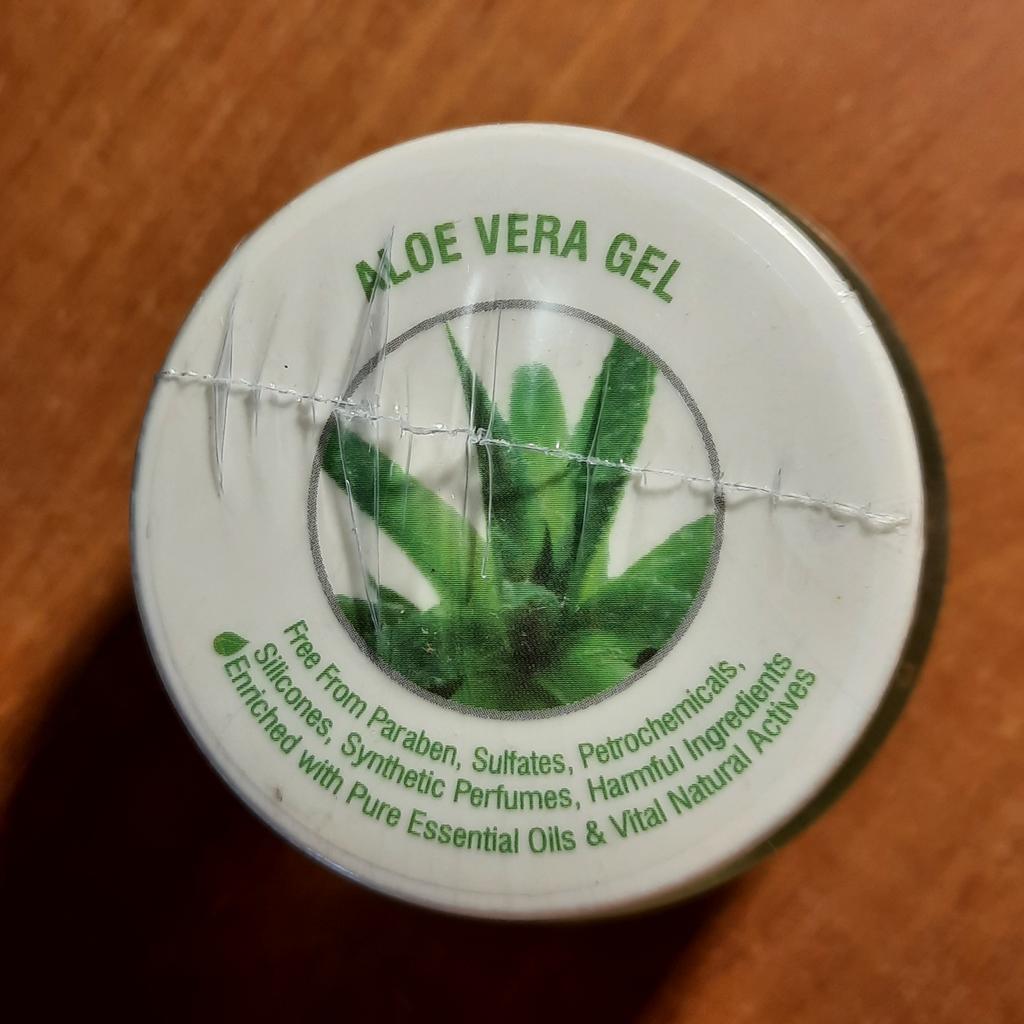 ALOE VERA GEL
Free From Paraben, Sulfates, Petrochemicals,
Silicones, Synthetic Perfumes, Harmful Ingredients
Enriched with Pure Essential Oils & Vital Natural Actives